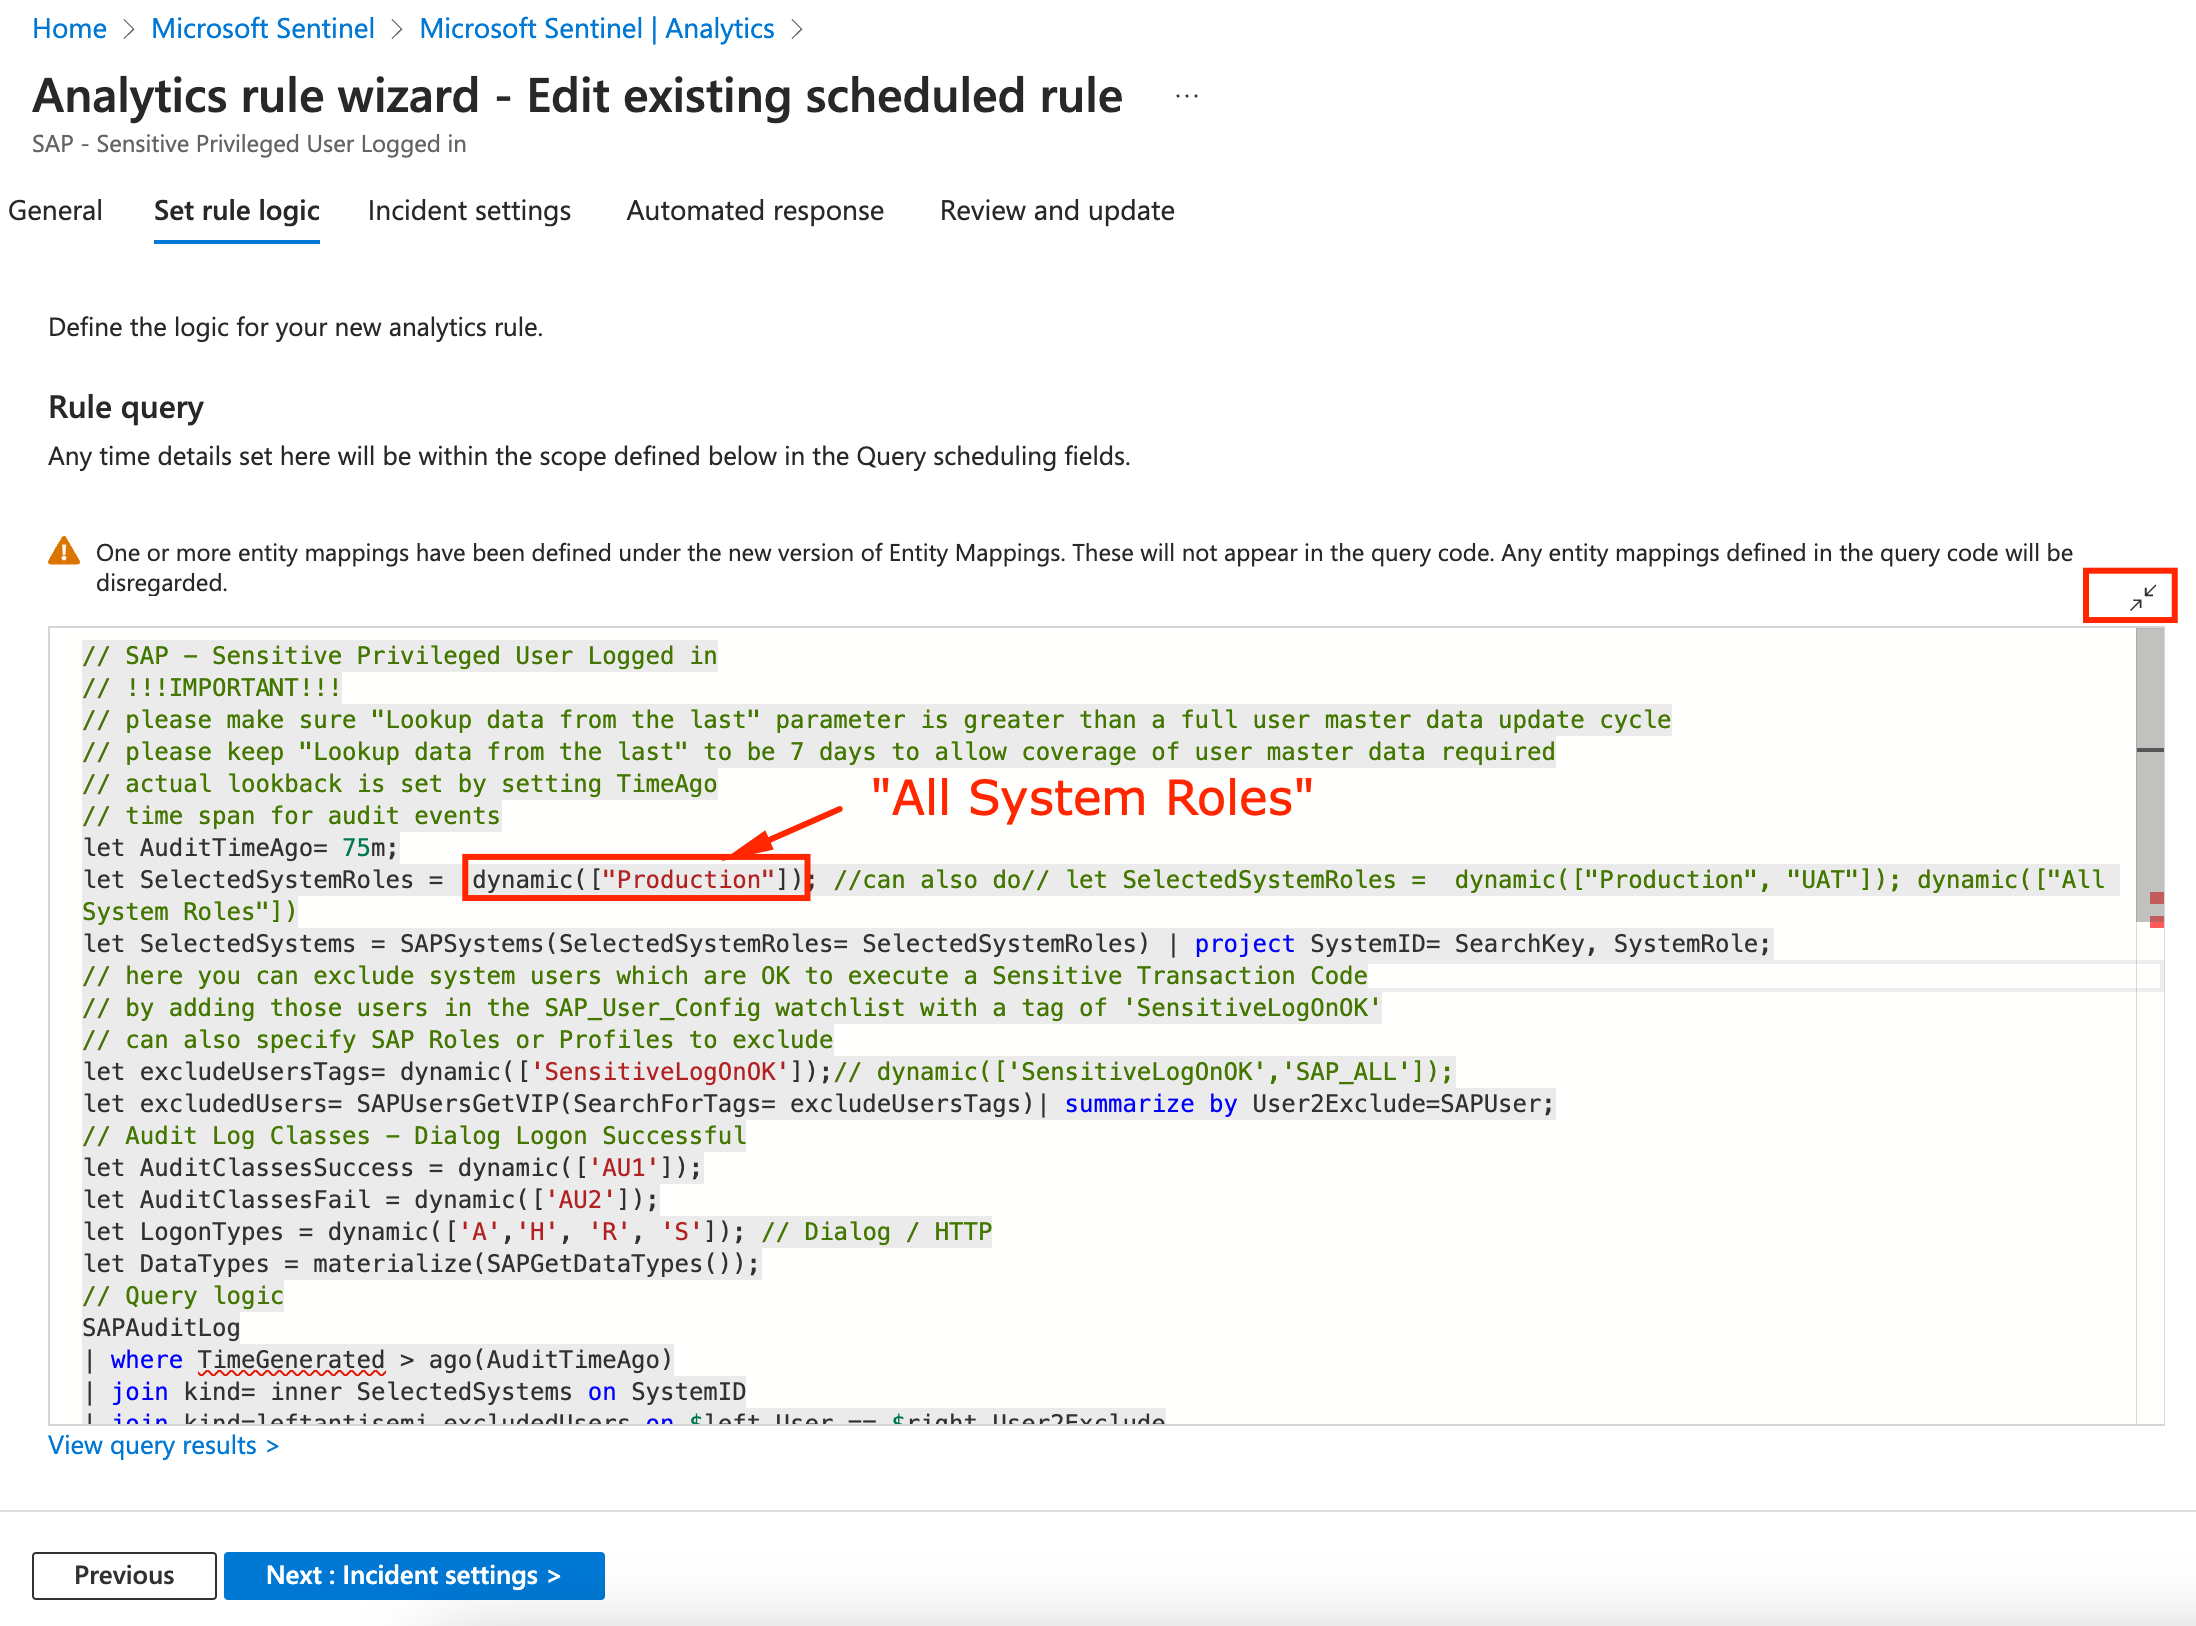 Home > Microsoft Sentinel > Microsoft Sentinel | Analytics >
Analytics rule wizard - Edit existing scheduled rule ...
SAP - Sensitive Privileged User Logged in
General Set rule logic Incident settings Automated response Review and update
Define the logic for your new analytics rule.
Rule query
Any time details set here will be within the scope defined below in the Query scheduling fields.
One or more entity mappings have been defined under the new version of Entity Mappings. These will not appear in the query code. Any entity mappings defined in the query code will be
disregarded.
// SAP – Sensitive Privileged User Logged in
// !!!IMPORTANT!!!
// please make sure "Lookup data from the last" parameter is greater than a full user master data update cycle
// please keep "Lookup data from the last" to be 7 days to allow coverage of user master data required
// actual lookback is set by setting TimeAgo
"All System Roles"
// time span for audit events
let AuditTimeAgo= 75m;
let SelectedSystemRoles =  dynamic(["Production"]); //can also do// let SelectedSystemRoles =  dynamic(["Production", "UAT"]); dynamic(["All
System Roles"])
let SelectedSystems = SAPSystems(SelectedSystemRoles= SelectedSystemRoles) | project SystemID= SearchKey, SystemRole;
// here you can exclude system users which are OK to execute a Sensitive Transaction Code
// by adding those users in the SAP_User_Config watchlist with a tag of 'SensitiveLogOnOK'
// can also specify SAP Roles or Profiles to exclude
let excludeUsersTags= dynamic(['SensitiveLogOnOK']);// dynamic(['SensitiveLogOnOK','SAP_ALL']);
let excludedUsers= SAPUsersGetVIP(SearchForTags= excludeUsersTags)| summarize by User2Exclude=SAPUser;
// Audit Log Classes – Dialog Logon Successful
let AuditClassesSuccess = dynamic(['AU1']);
let AuditClassesFail = dynamic(['AU2']);
let LogonTypes = dynamic(['A','H', 'R', 'S']); // Dialog / HTTP
let DataTypes = materialize(SAPGetDataTypes());
// Query logic
SAPAuditLog
| where TimeGenerated > ago(AuditTimeAgo)
| join kind= inner SelectedSystems on SystemID
| join kind=leftantisemi excludedUsers on $left.User == $right.User2Exclude
View query results >
Previous Next : Incident settings >